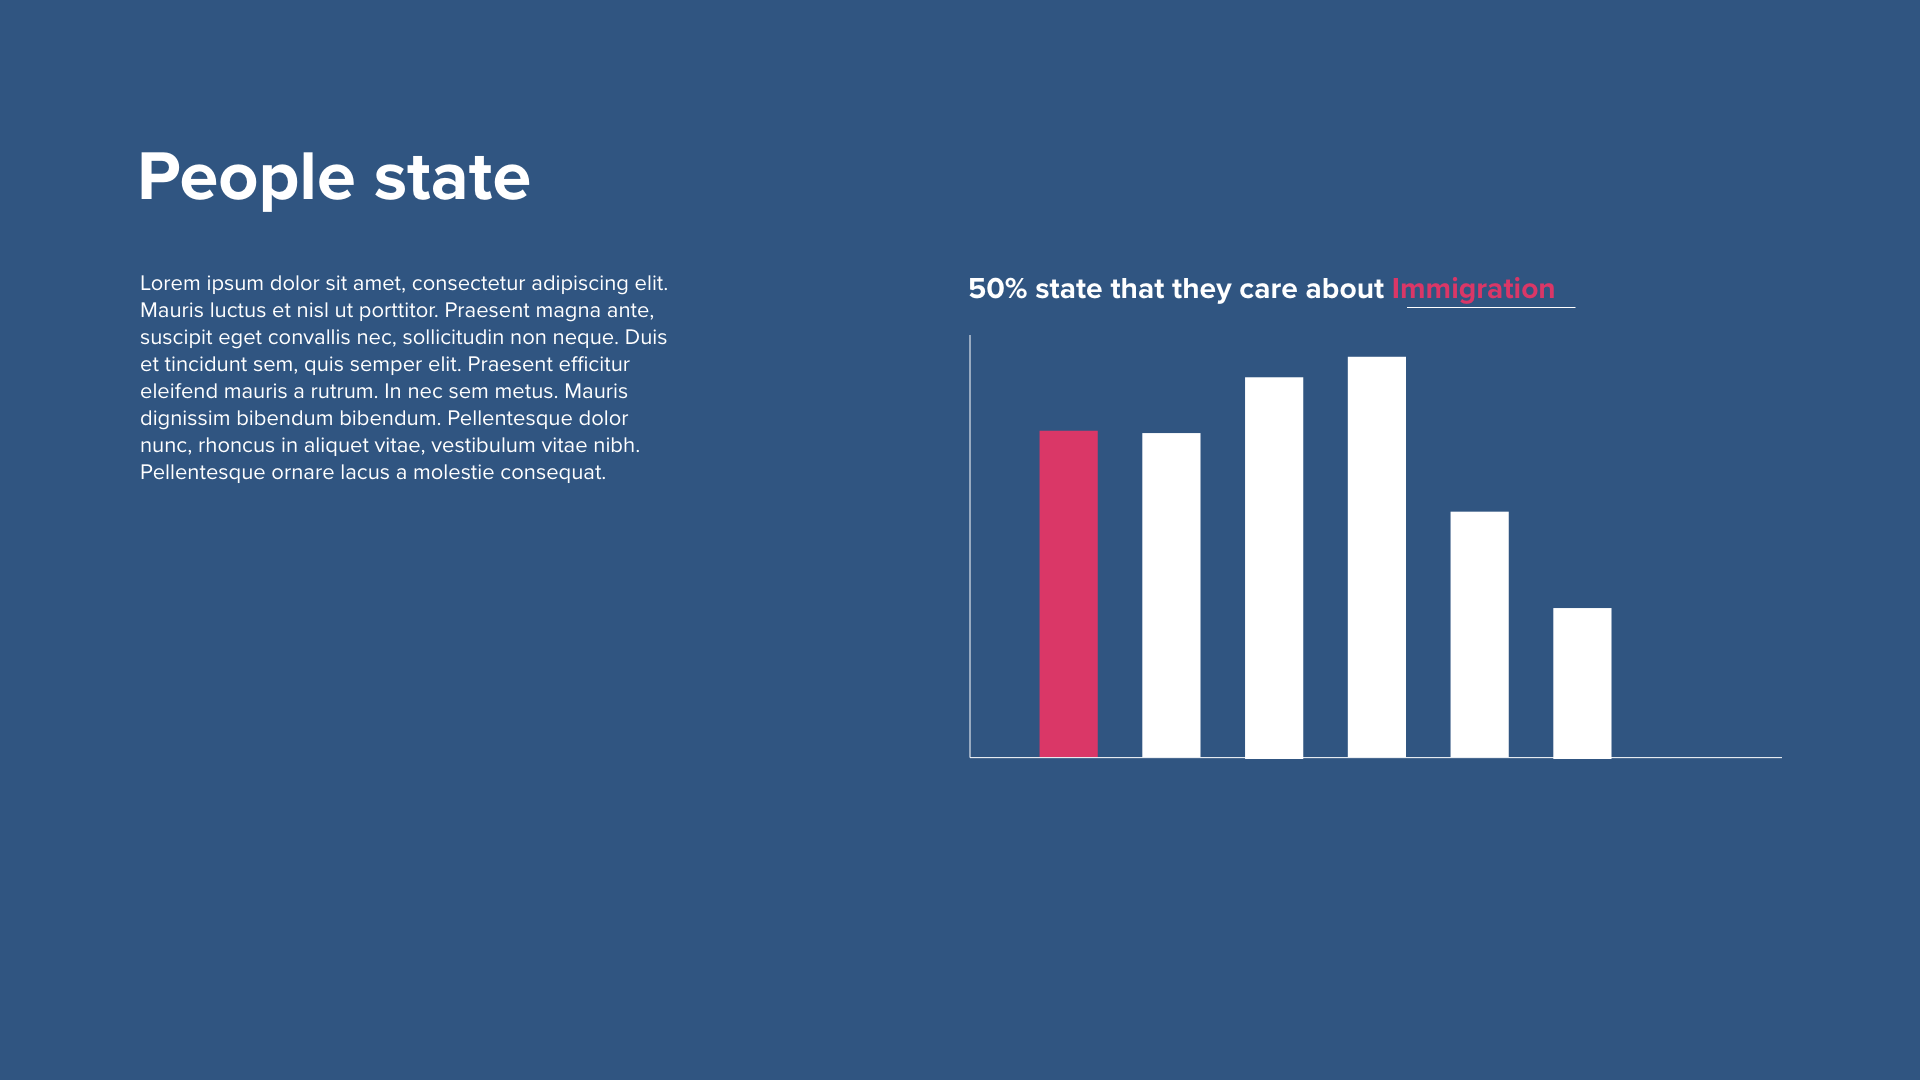 People state
Lorem ipsum dolor sit amet, consectetur adipiscing elit.
Mauris luctus et nisl ut porttitor. Praesent magna ante,
suscipit eget convallis nec, sollicitudin non neque. Duis
et tincidunt sem, quis semper elit. Praesent efficitur
eleifend mauris a rutrum. In nec sem metus. Mauris
dignissim bibendum bibendum. Pellentesque dolor
nunc, rhoncus in aliquet vitae, vestibulum vitae nibh.
Pellentesque ornare lacus a molestie consequat.
50% state that they care about Immigration